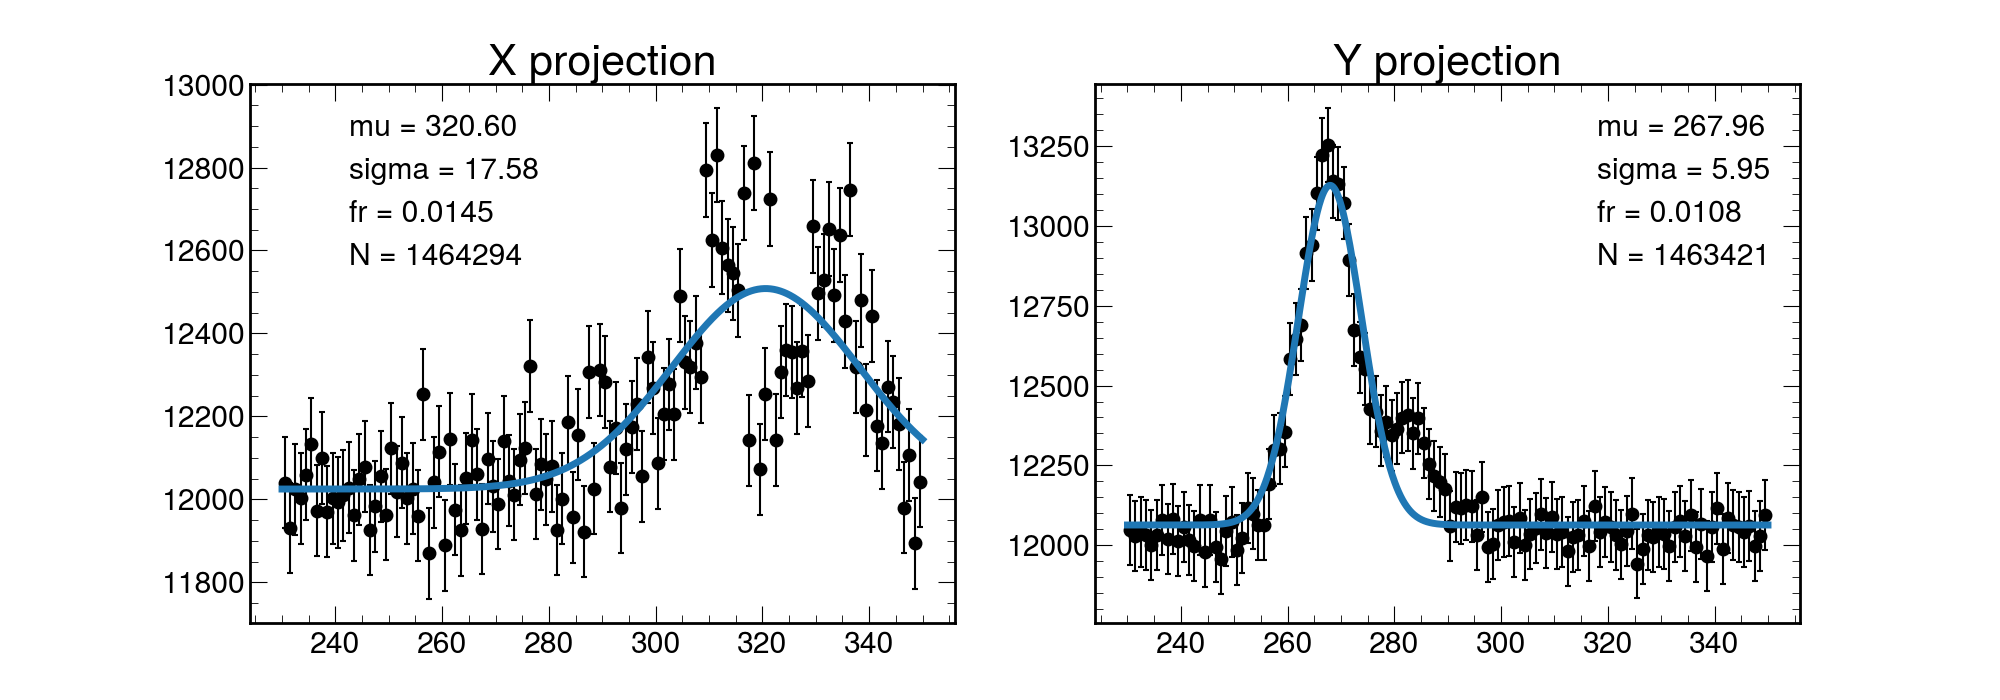 X projection
13000
12800
12600
12400
12200
12000
11800
mu = 320.60
sigma = 17.58
fr = 0.0145
N = 1464294
240 260 280 300 320 340
Y projection
13250
13000
12750
12500
12250
12000
mu = 267.96
sigma = 5.95
fr = 0.0108
N = 1463421
240 260 280 300 320 340